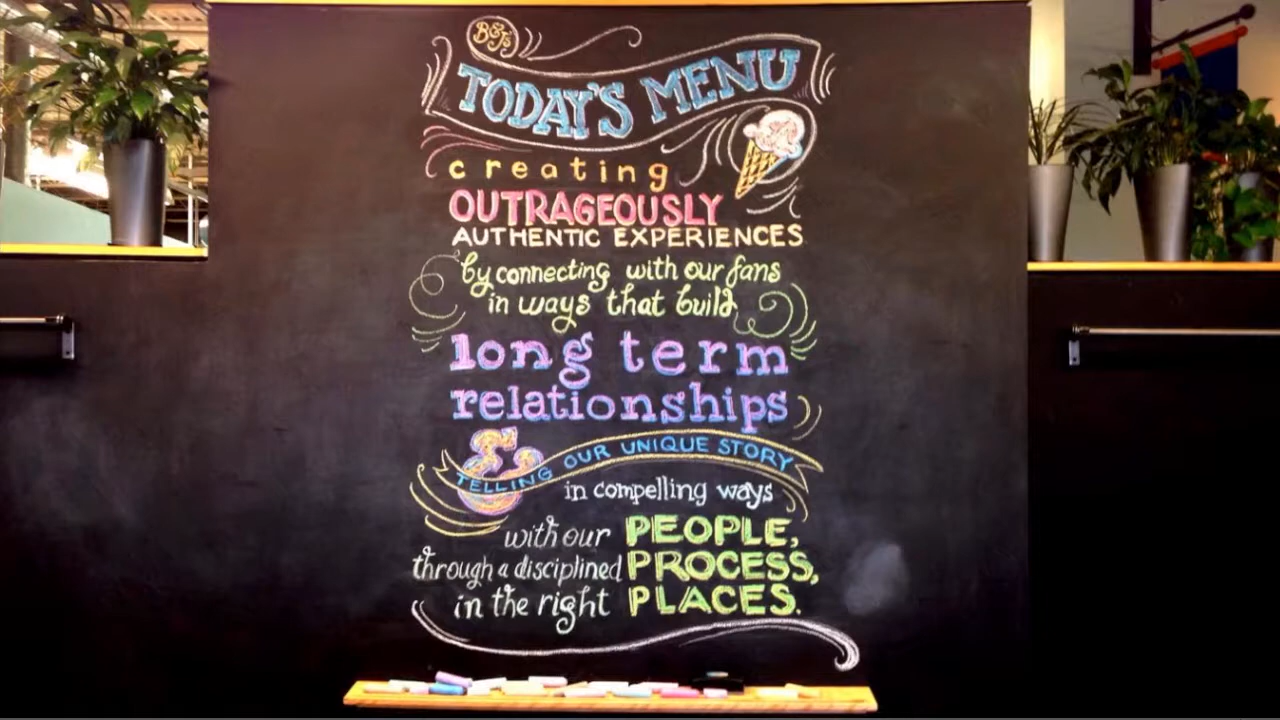 B&J's
TODAY'S MENU
creating
OUTRAGEOUSLY
AUTHENTIC EXPERIENCES
by connecting with our fans
in ways that build
long term
relationships
& TELLING OUR UNIQUE STORY
in compelling ways
with our PEOPLE,
through a disciplined PROCESS,
in the right PLACES.